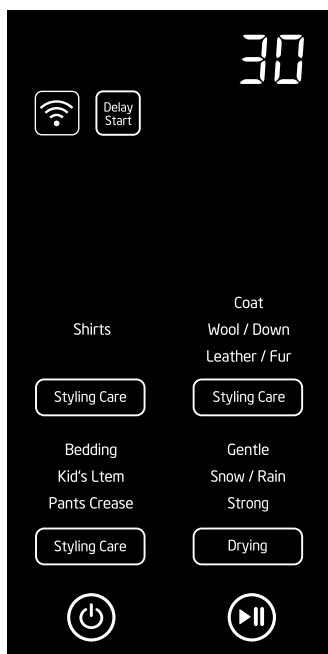 30
Delay
Start
Shirts
Coat
Wool / Down
Leather / Fur
Styling Care
Styling Care
Bedding
Kid's Ltem
Pants Crease
Gentle
Snow / Rain
Strong
Styling Care
Drying